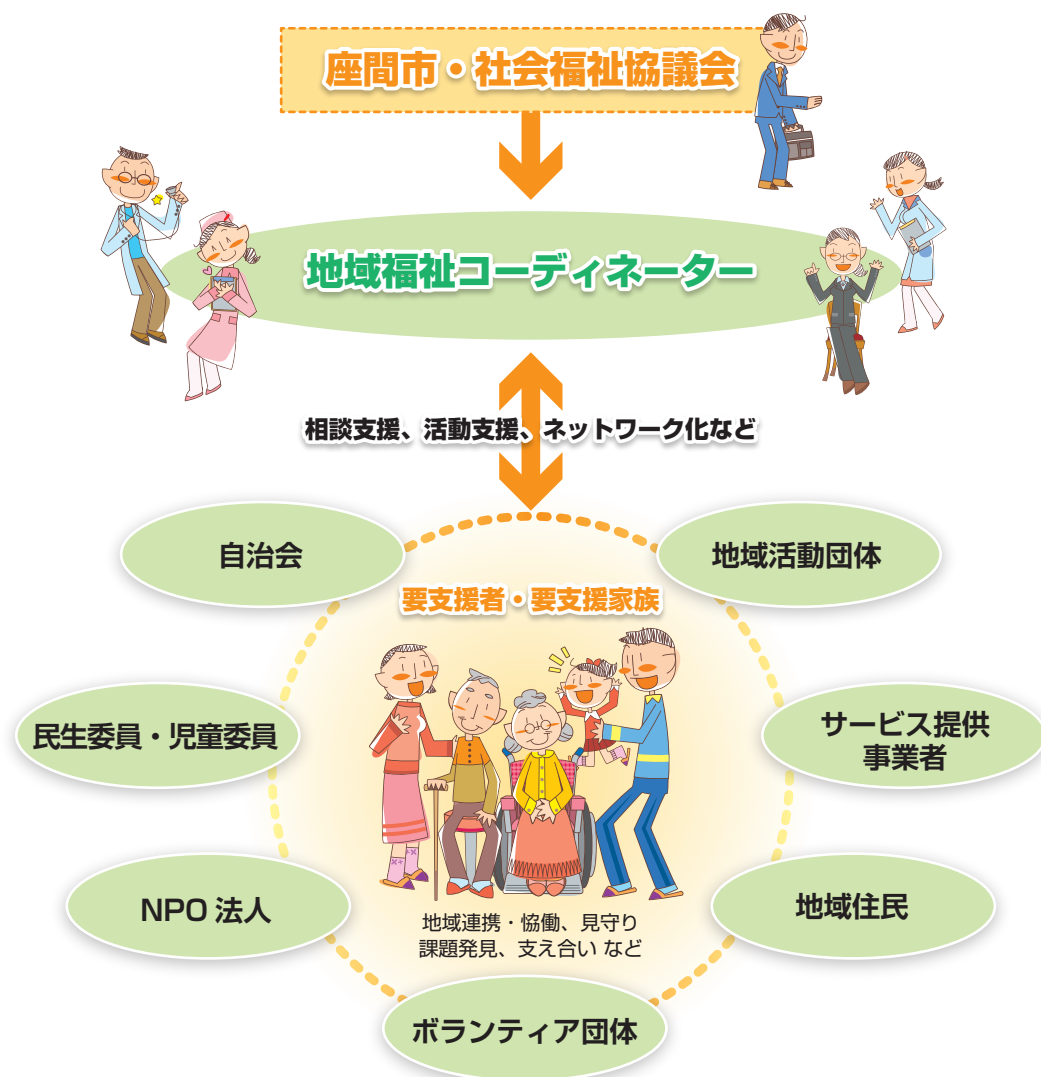 座間市・社会福祉協議会
地域福祉コーディネーター
相談支援、活動支援、ネットワーク化など
自治会
地域活動団体
要支援者・要支援家族
民生委員・児童委員
サービス提供
事業者
NPO 法人
地域住民
地域連携・恊働、見守り
課題発見、支え合い など
ボランティア団体